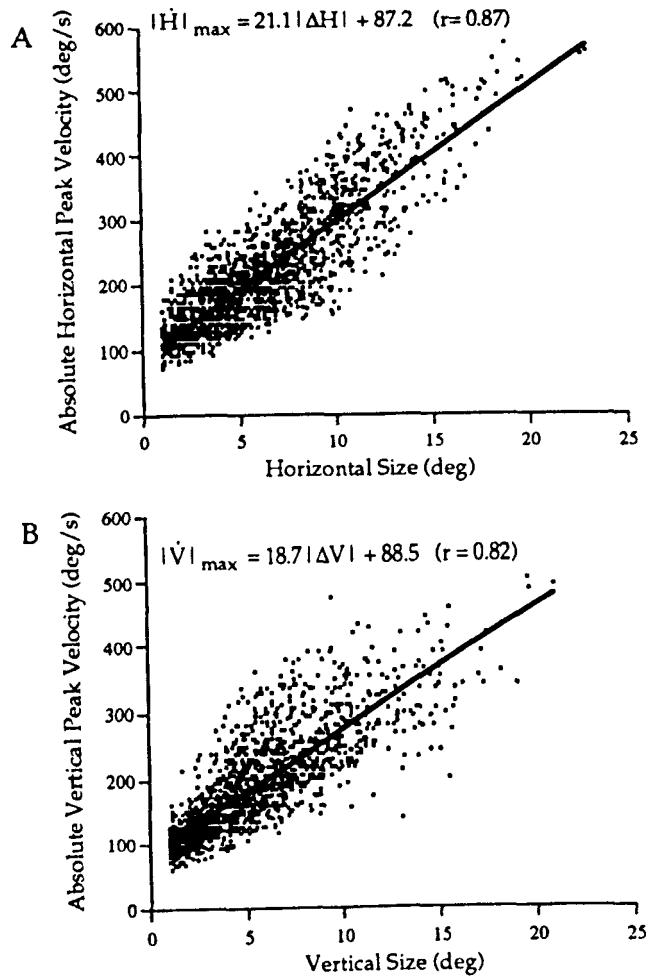 A
|Ḣ| max = 21.1|ΔH| + 87.2 (r= 0.87)
Absolute Horizontal Peak Velocity (deg/s)
600
500
400
300
200
100
0
0 5 10 15 20 25
Horizontal Size (deg)
B
|V̇| max = 18.7|ΔV| + 88.5 (r = 0.82)
Absolute Vertical Peak Velocity (deg/s)
600
500
400
300
200
100
0
0 5 10 15 20 25
Vertical Size (deg)